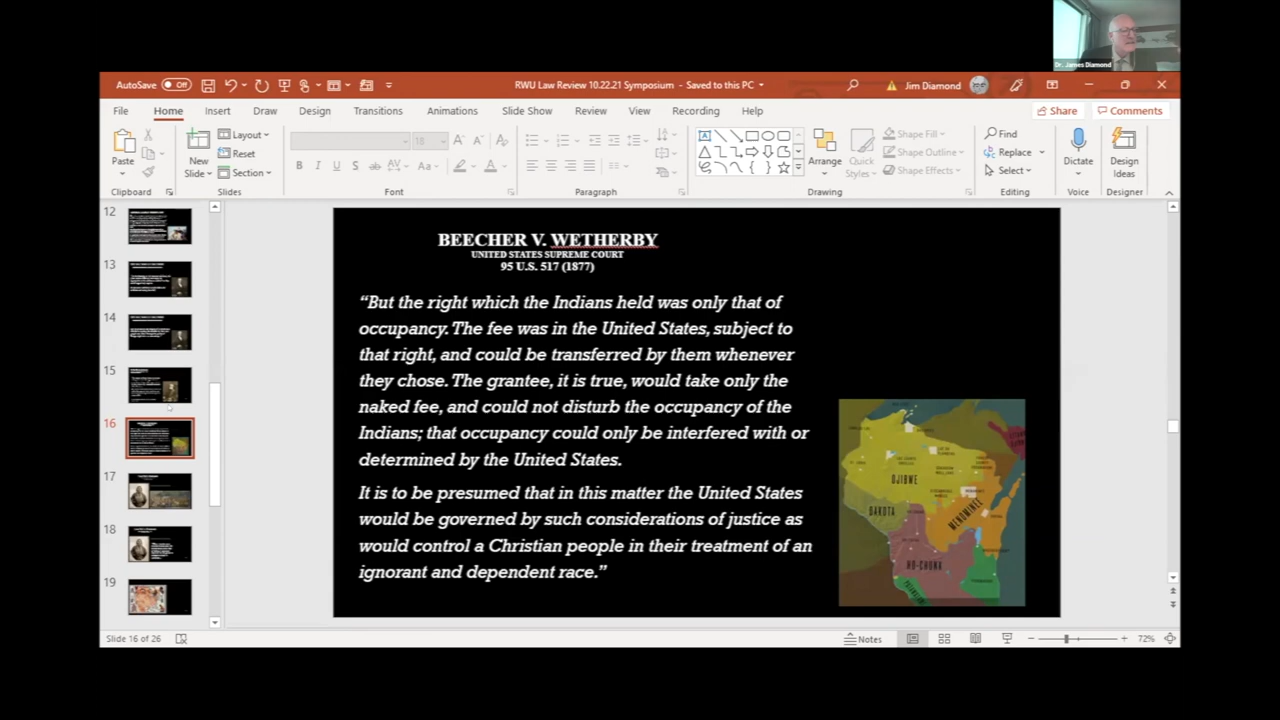 Dr. James Diamond
AutoSave Off
RWU Law Review 10.22.21 Symposium - Saved to this PC
Jim Diamond
File Home Insert Draw Design Transitions Animations Slide Show Review View Recording Help
Share Comments
Paste
New
Slide
Layout
Reset
Section
18
Arrange
Quick
Styles
Shape Fill
Shape Outline
Shape Effects
Find
Replace
Select
Dictate
Design
Ideas
Clipboard Slides Font Paragraph Drawing Editing Voice Designer
12
13
14
15
16
17
18
19
BEECHER V. WETHERBY
UNITED STATES SUPREME COURT
95 U.S. 517 (1877)
“But the right which the Indians held was only that of
occupancy. The fee was in the United States, subject to
that right, and could be transferred by them whenever
they chose. The grantee, it is true, would take only the
naked fee, and could not disturb the occupancy of the
Indians; that occupancy could only be interfered with or
determined by the United States.
It is to be presumed that in this matter the United States
would be governed by such considerations of justice as
would control a Christian people in their treatment of an
ignorant and dependent race.”
OJIBWE
DAKOTA
MENOMINEE
HO-CHUNK
Slide 16 of 26
Notes
72%